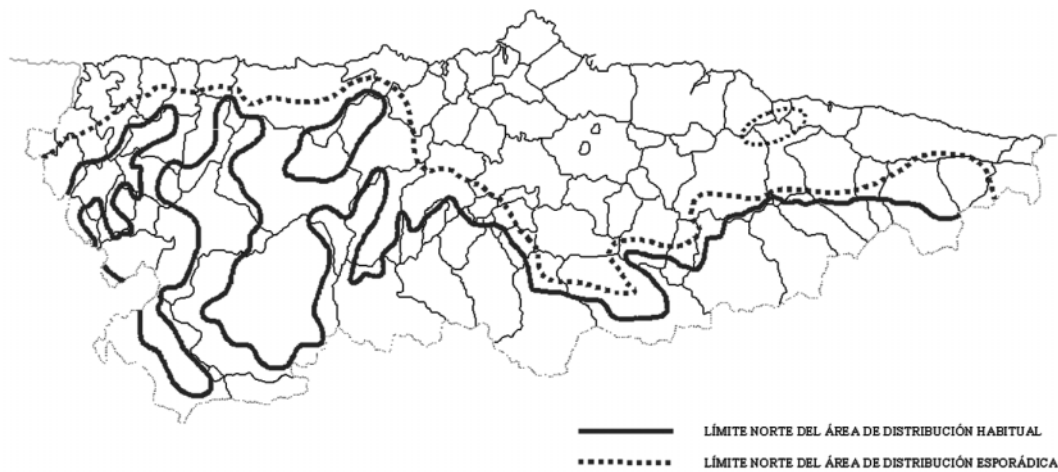 LÍMITE NORTE DEL ÁREA DE DISTRIBUCIÓN HABITUAL
LÍMITE NORTE DEL ÁREA DE DISTRIBUCIÓN ESPORÁDICA